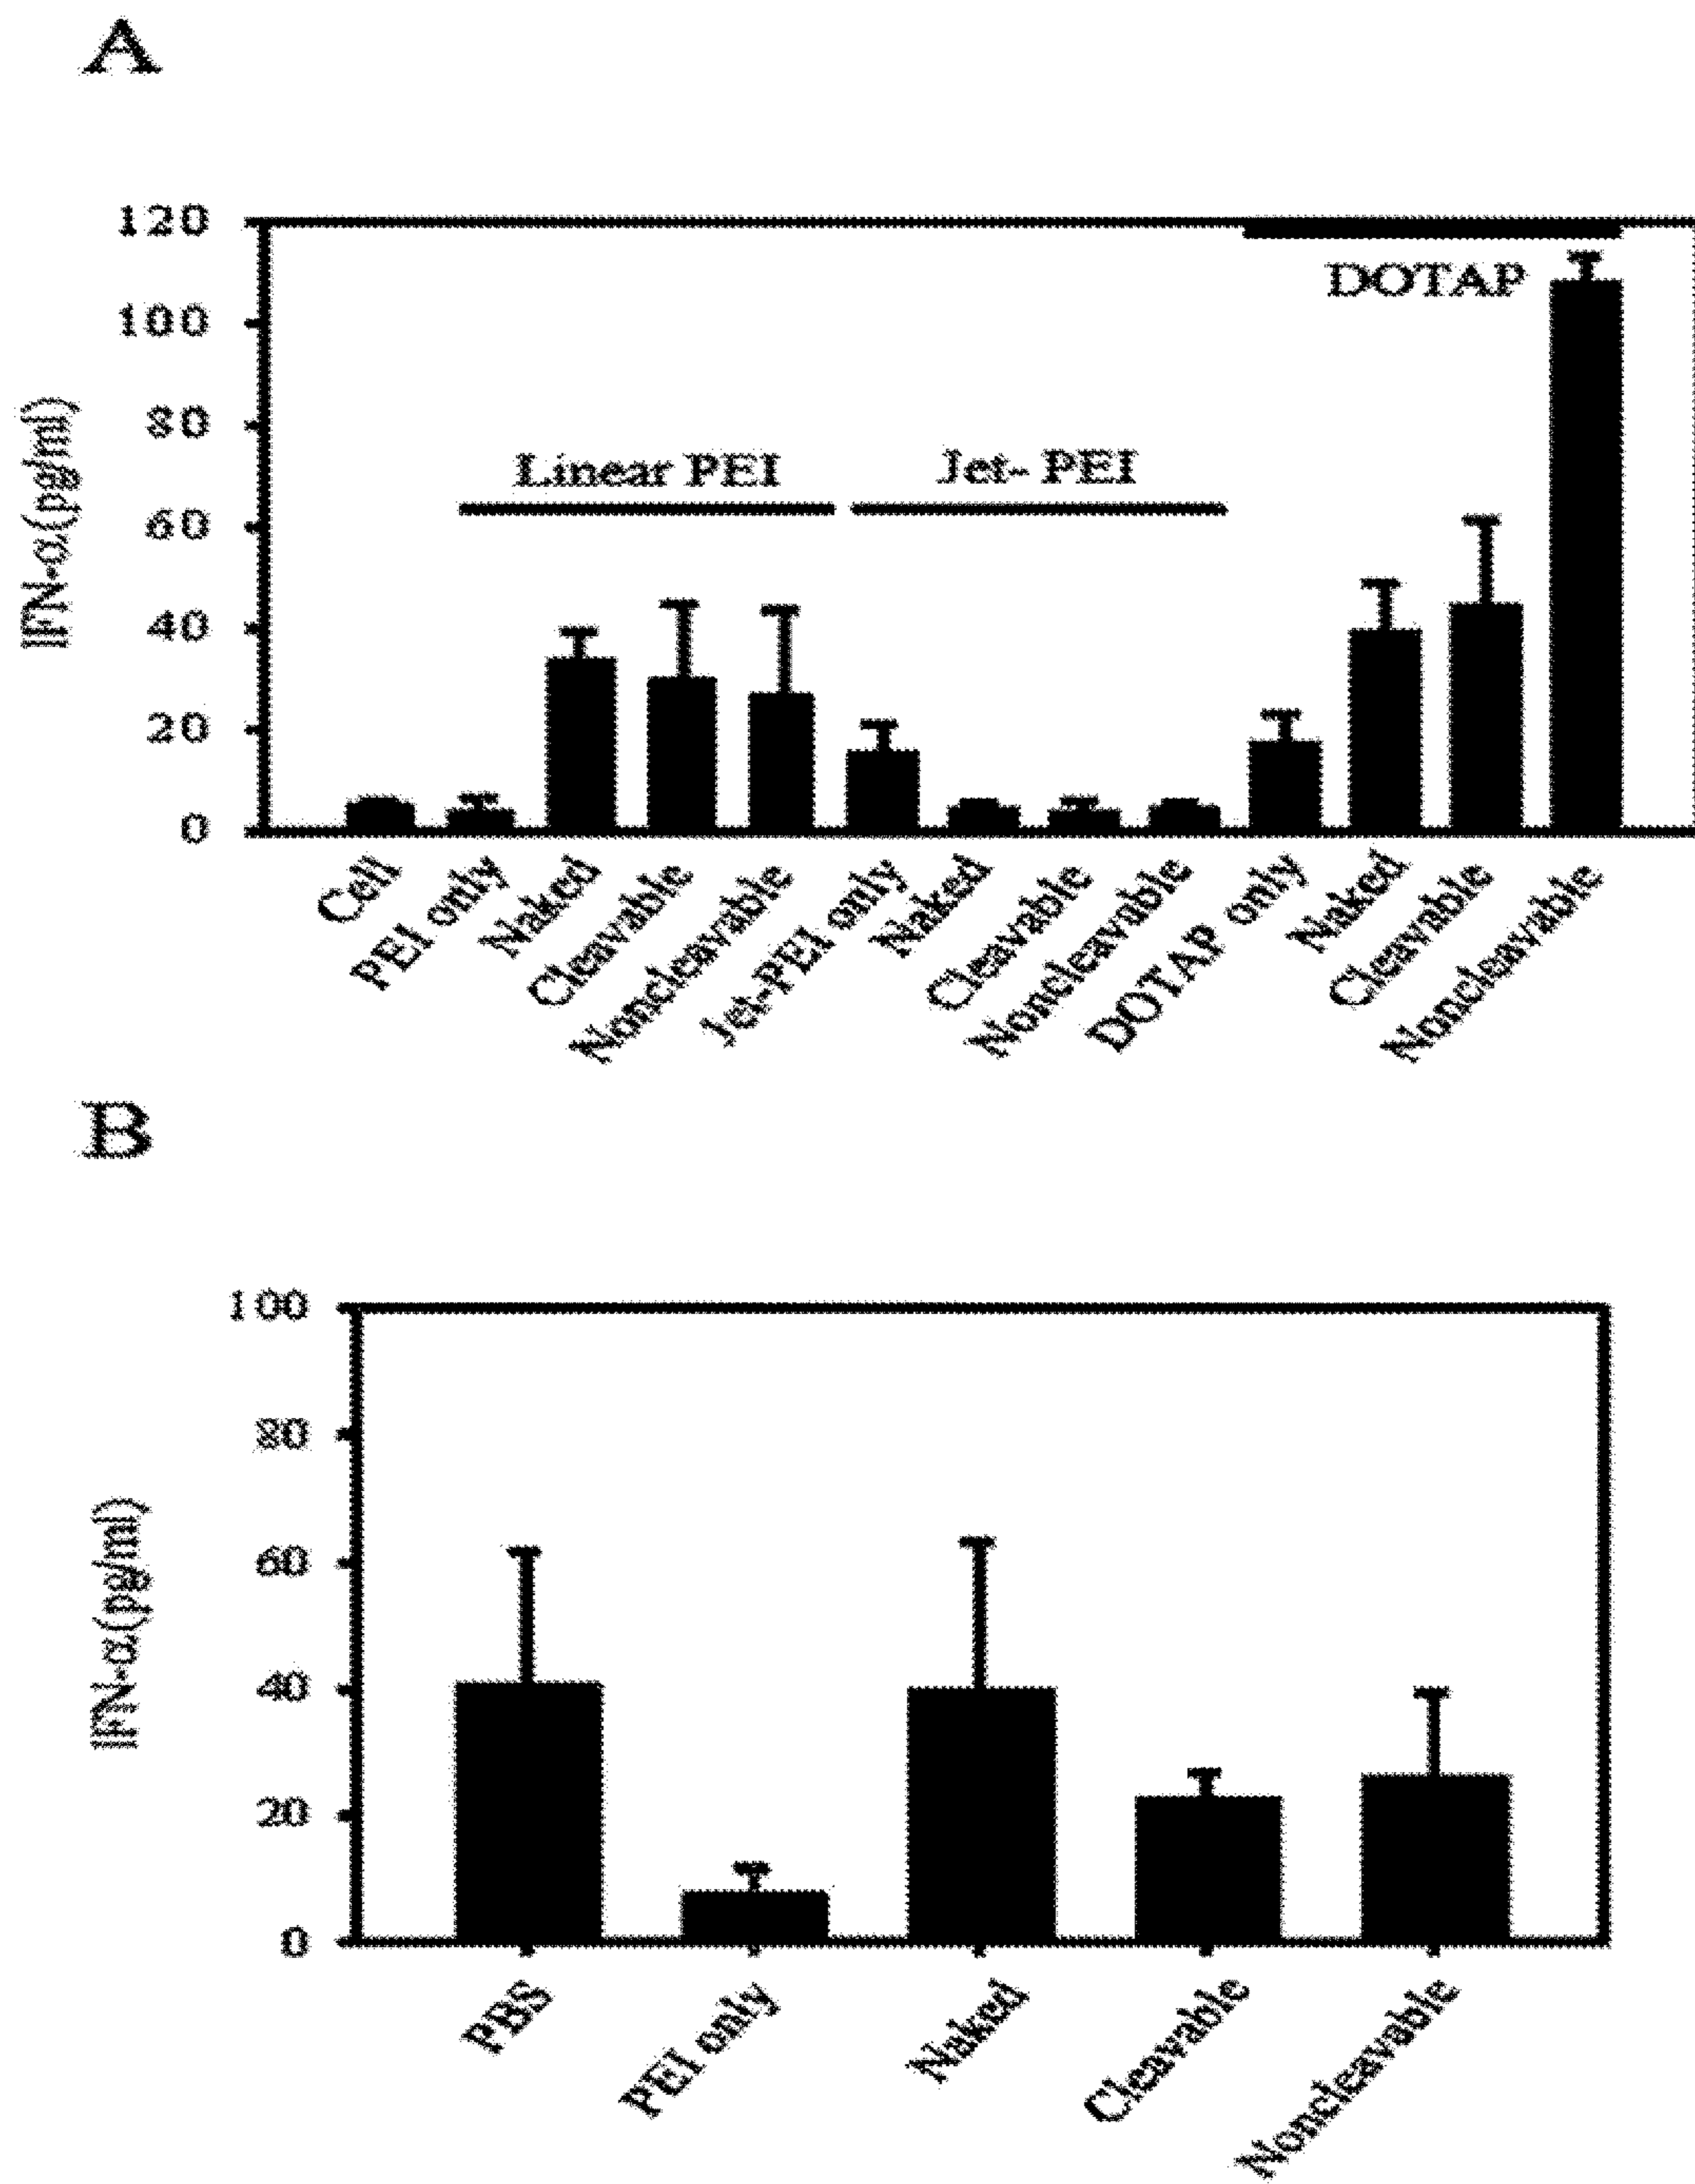 A
120
100
80
60
40
20
0
IFN-α(pg/ml)
DOTAP
Linear PEI
Jet- PEI
Cell
PEI only
Naked
Cleavable
Noncleavable
Jet-PEI only
Naked
Cleavable
Noncleavable
DOTAP only
Naked
Cleavable
Noncleavable
B
100
80
60
40
20
0
IFN-α(pg/ml)
PBS
PEI only
Naked
Cleavable
Noncleavable